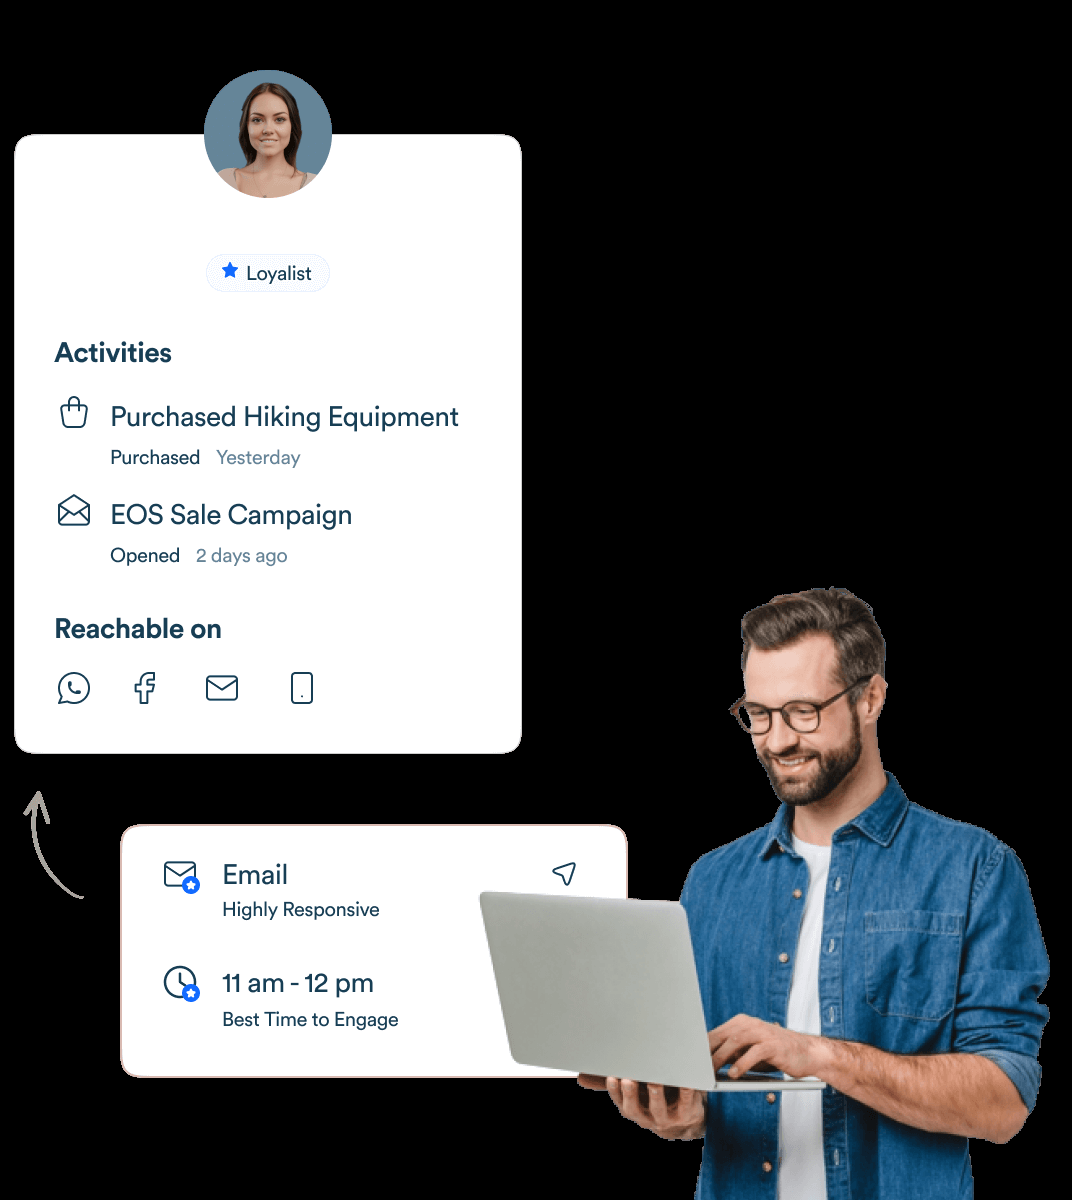 Loyalist
Activities
Purchased Hiking Equipment
Purchased Yesterday
EOS Sale Campaign
Opened 2 days ago
Reachable on
Email
Highly Responsive
11 am - 12 pm
Best Time to Engage